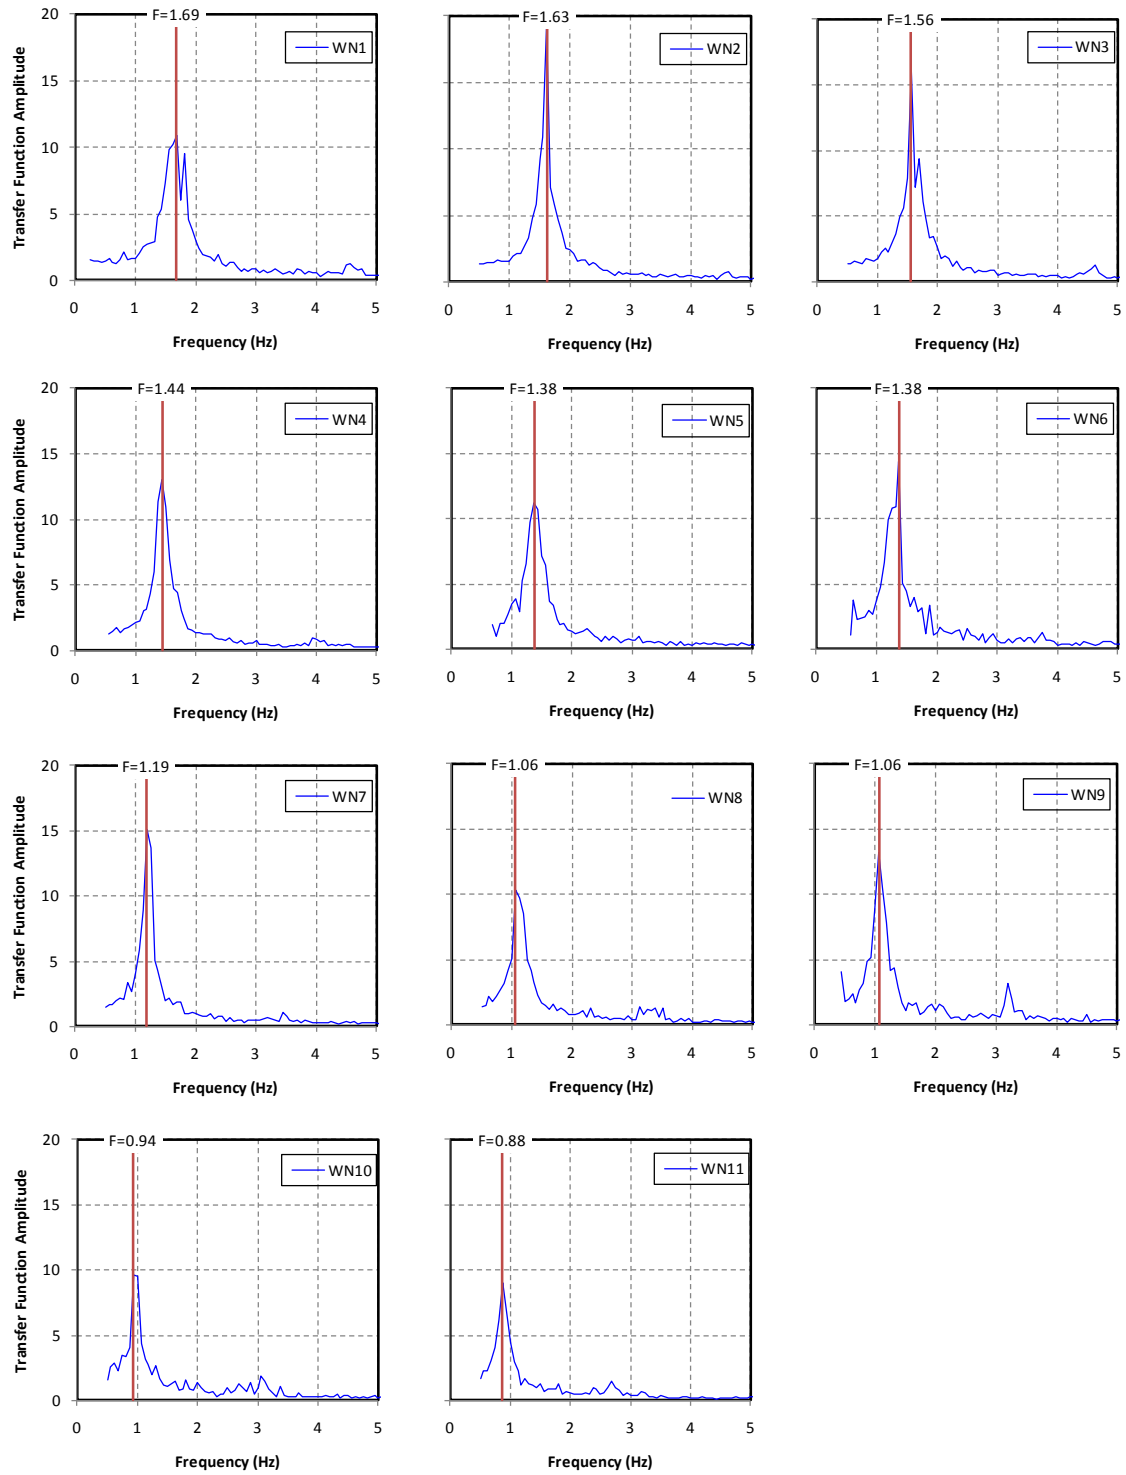 F=1.69
F=1.63
F=1.56
20
15
10
5
0
Transfer Function Amplitude
WN1
WN2
WN3
0 1 2 3 4 5
0 1 2 3 4 5
0 1 2 3 4 5
Frequency (Hz)
Frequency (Hz)
Frequency (Hz)
F=1.44
F=1.38
F=1.38
20
15
10
5
0
Transfer Function Amplitude
WN4
WN5
WN6
0 1 2 3 4 5
0 1 2 3 4 5
0 1 2 3 4 5
Frequency (Hz)
Frequency (Hz)
Frequency (Hz)
F=1.19
F=1.06
F=1.06
20
15
10
5
0
Transfer Function Amplitude
WN7
WN8
WN9
0 1 2 3 4 5
0 1 2 3 4 5
0 1 2 3 4 5
Frequency (Hz)
Frequency (Hz)
Frequency (Hz)
F=0.94
F=0.88
20
15
10
5
0
Transfer Function Amplitude
WN10
WN11
0 1 2 3 4 5
0 1 2 3 4 5
Frequency (Hz)
Frequency (Hz)